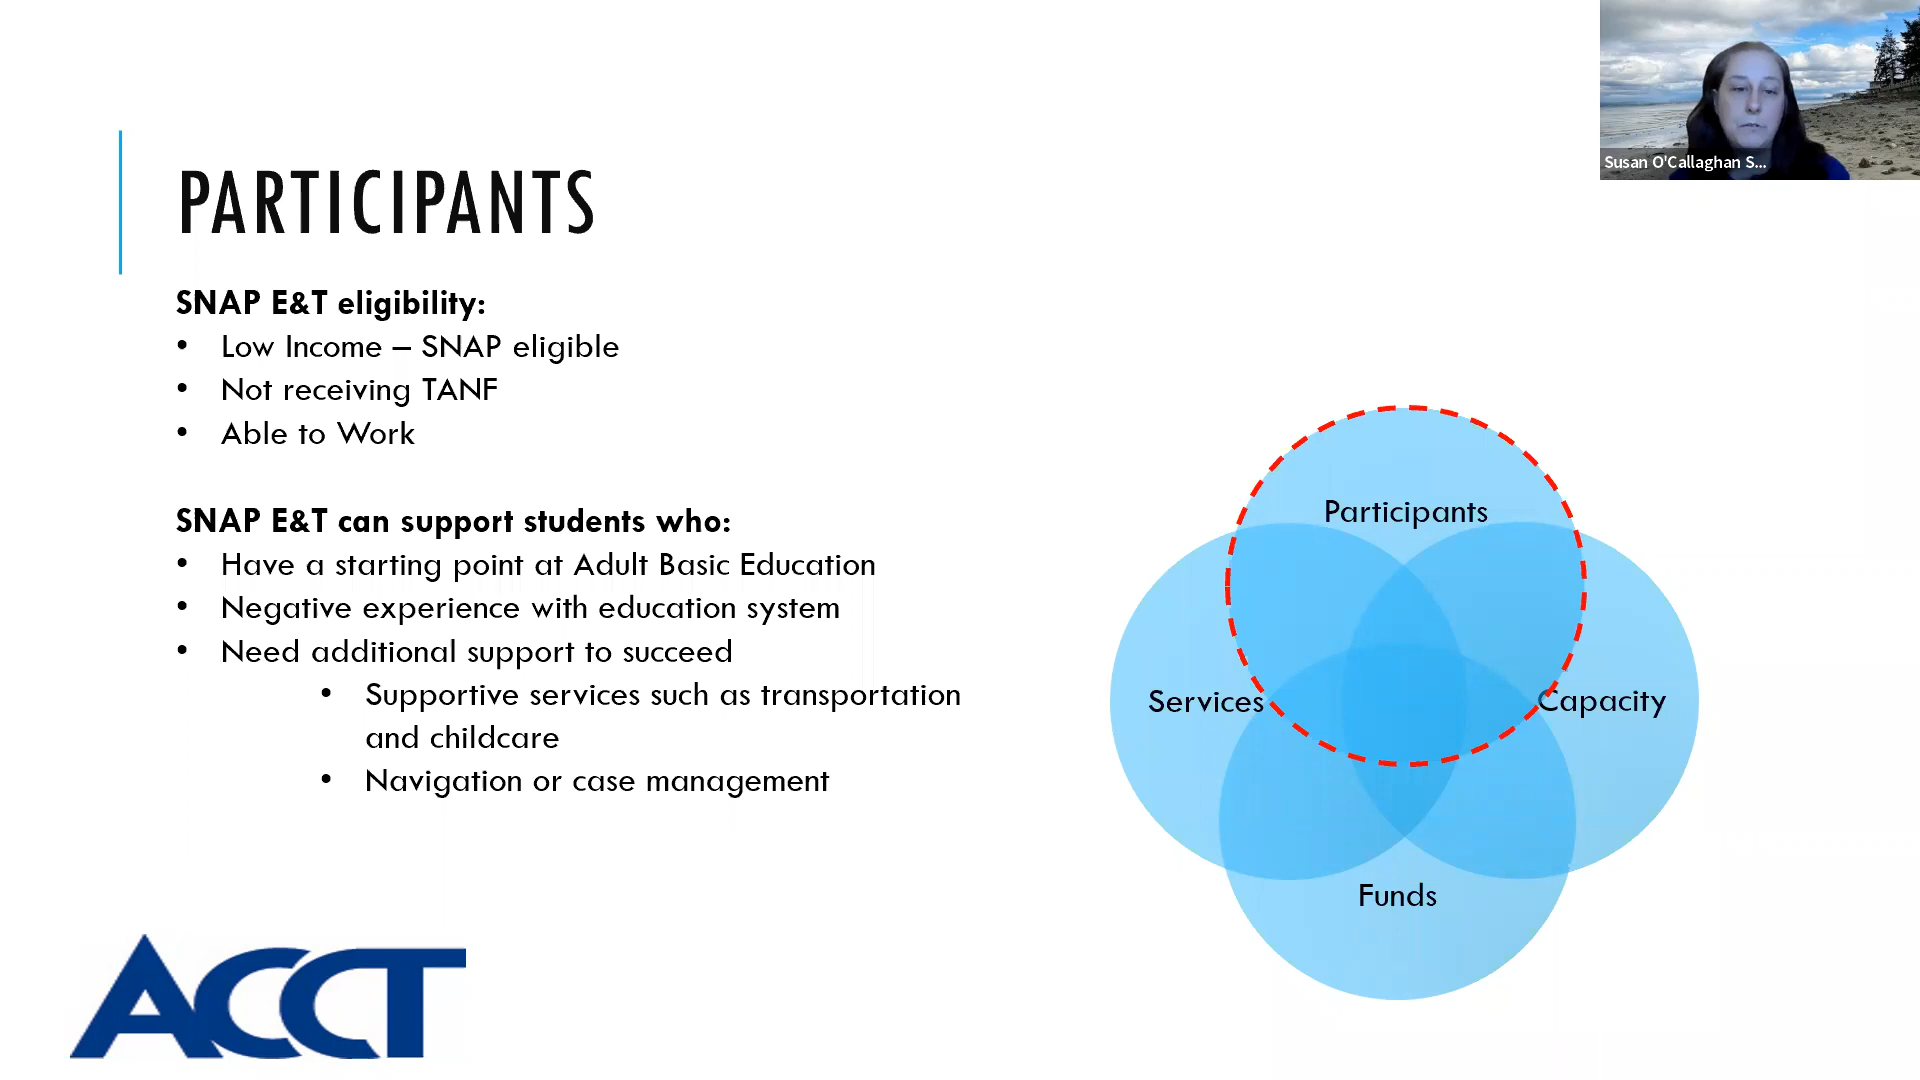 Susan O'Callaghan S...
PARTICIPANTS
SNAP E&T eligibility:
• Low Income – SNAP eligible
• Not receiving TANF
• Able to Work
SNAP E&T can support students who:
• Have a starting point at Adult Basic Education
• Negative experience with education system
• Need additional support to succeed
• Supportive services such as transportation
and childcare
• Navigation or case management
Participants
Services
Capacity
Funds
ACCT